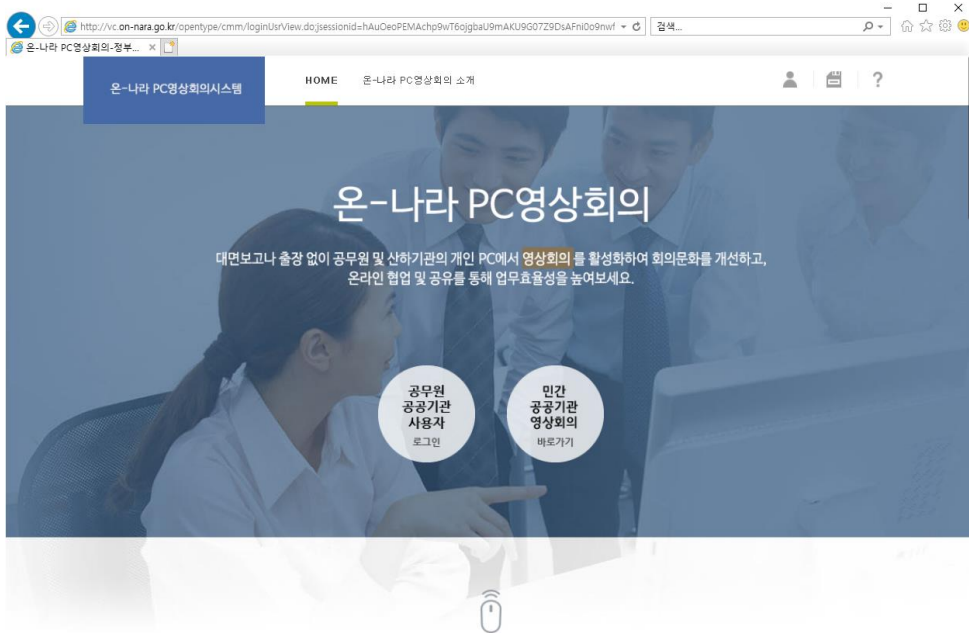 http://vc.on-nara.go.kr/opentype/cmm/loginUsrView.do;jsessionid=hAuOeoPEMAchp9wT6ojgbaU9mAKU9G07Z9DsAFni0o9nwf
검색...
온-나라 PC영상회의-정부...
온-나라 PC영상회의시스템
HOME
온-나라 PC영상회의 소개
온-나라 PC영상회의
대면보고나 출장 없이 공무원 및 산하기관의 개인 PC에서 영상회의 를 활성화하여 회의문화를 개선하고,
온라인 협업 및 공유를 통해 업무효율성을 높여보세요.
공무원
공공기관
사용자
로그인
민간
공공기관
영상회의
바로가기